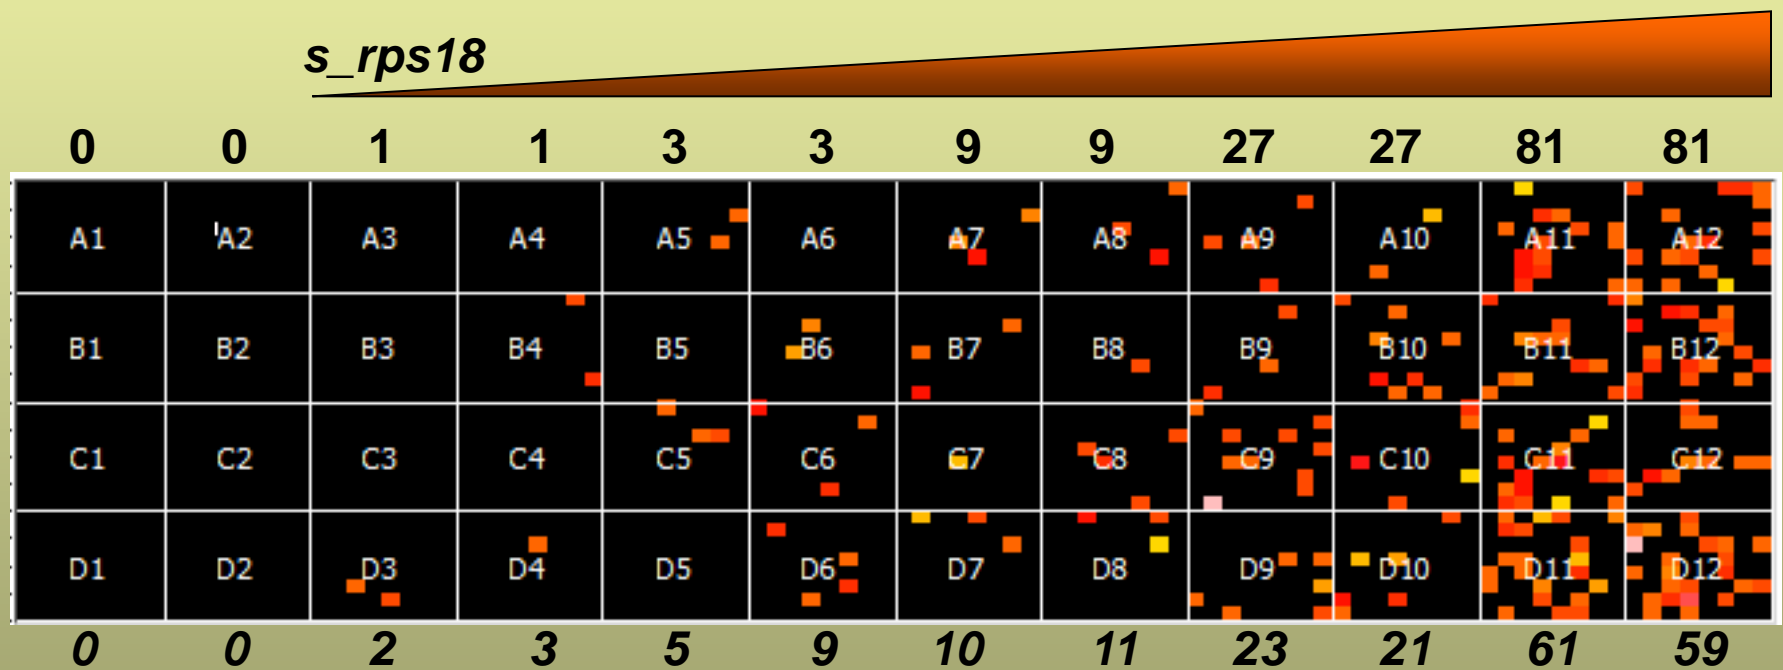 s_rps18
0 0 1 1 3 3 9 9 27 27 81 81
A1 A2 A3 A4 A5 A6 A7 A8 A9 A10 A11 A12
B1 B2 B3 B4 B5 B6 B7 B8 B9 B10 B11 B12
C1 C2 C3 C4 C5 C6 C7 C8 C9 C10 C11 C12
D1 D2 D3 D4 D5 D6 D7 D8 D9 D10 D11 D12
0 0 2 3 5 9 10 11 23 21 61 59